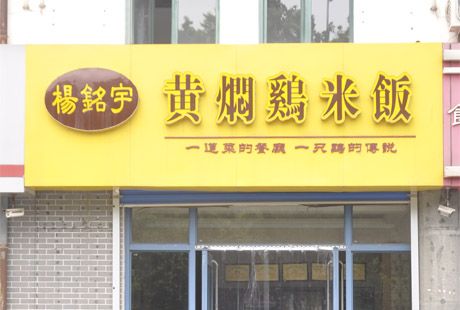 楊銘宇
黄燜鷄米飯
一道菜的餐廳 一只鷄的傳説